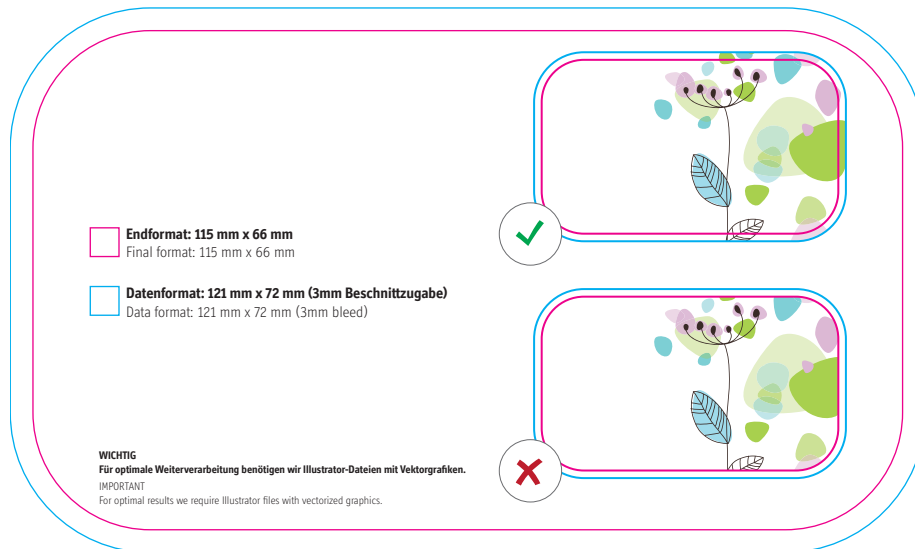 Endformat: 115 mm x 66 mm
Final format: 115 mm x 66 mm
Datenformat: 121 mm x 72 mm (3mm Beschnittzugabe)
Data format: 121 mm x 72 mm (3mm bleed)
WICHTIG
Für optimale Weiterverarbeitung benötigen wir Illustrator-Dateien mit Vektorgrafiken.
IMPORTANT
For optimal results we require Illustrator files with vectorized graphics.